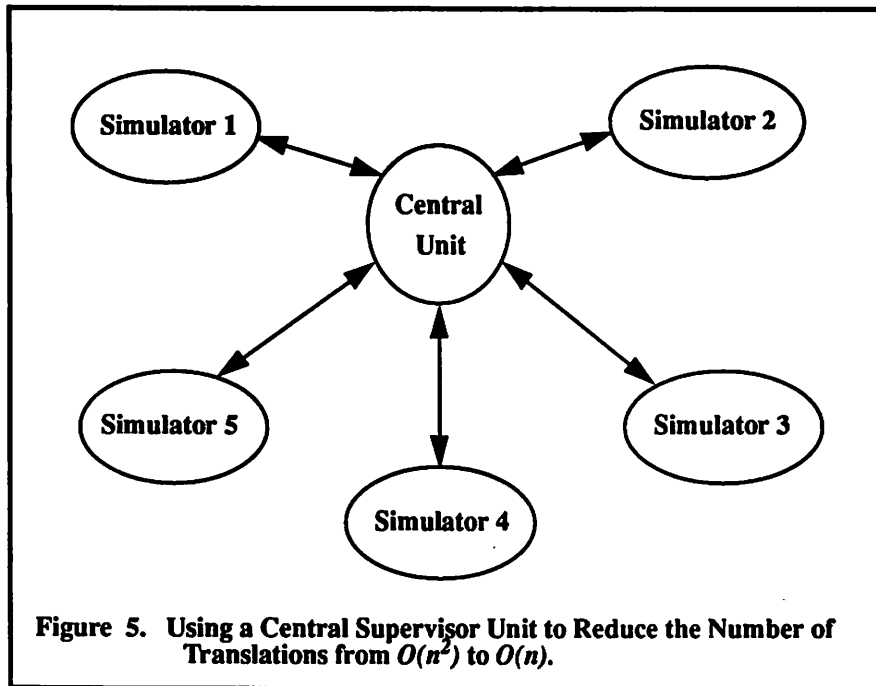 Simulator 1
Simulator 2
Central
Unit
Simulator 5
Simulator 3
Simulator 4
Figure 5. Using a Central Supervisor Unit to Reduce the Number of
Translations from O(n²) to O(n).